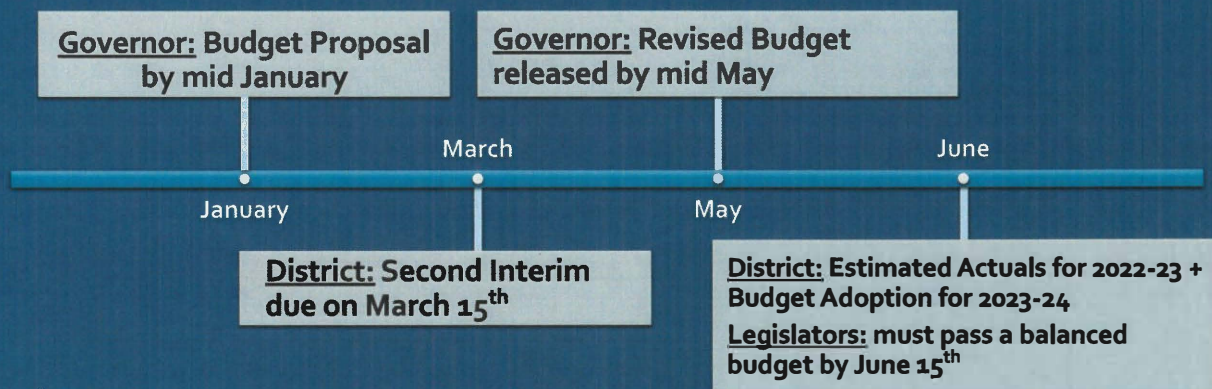 Governor: Budget Proposal
by mid January
Governor: Revised Budget
released by mid May
March
June
January
May
District: Second Interim
due on March 15th
District: Estimated Actuals for 2022-23 +
Budget Adoption for 2023-24
Legislators: must pass a balanced
budget by June 15th